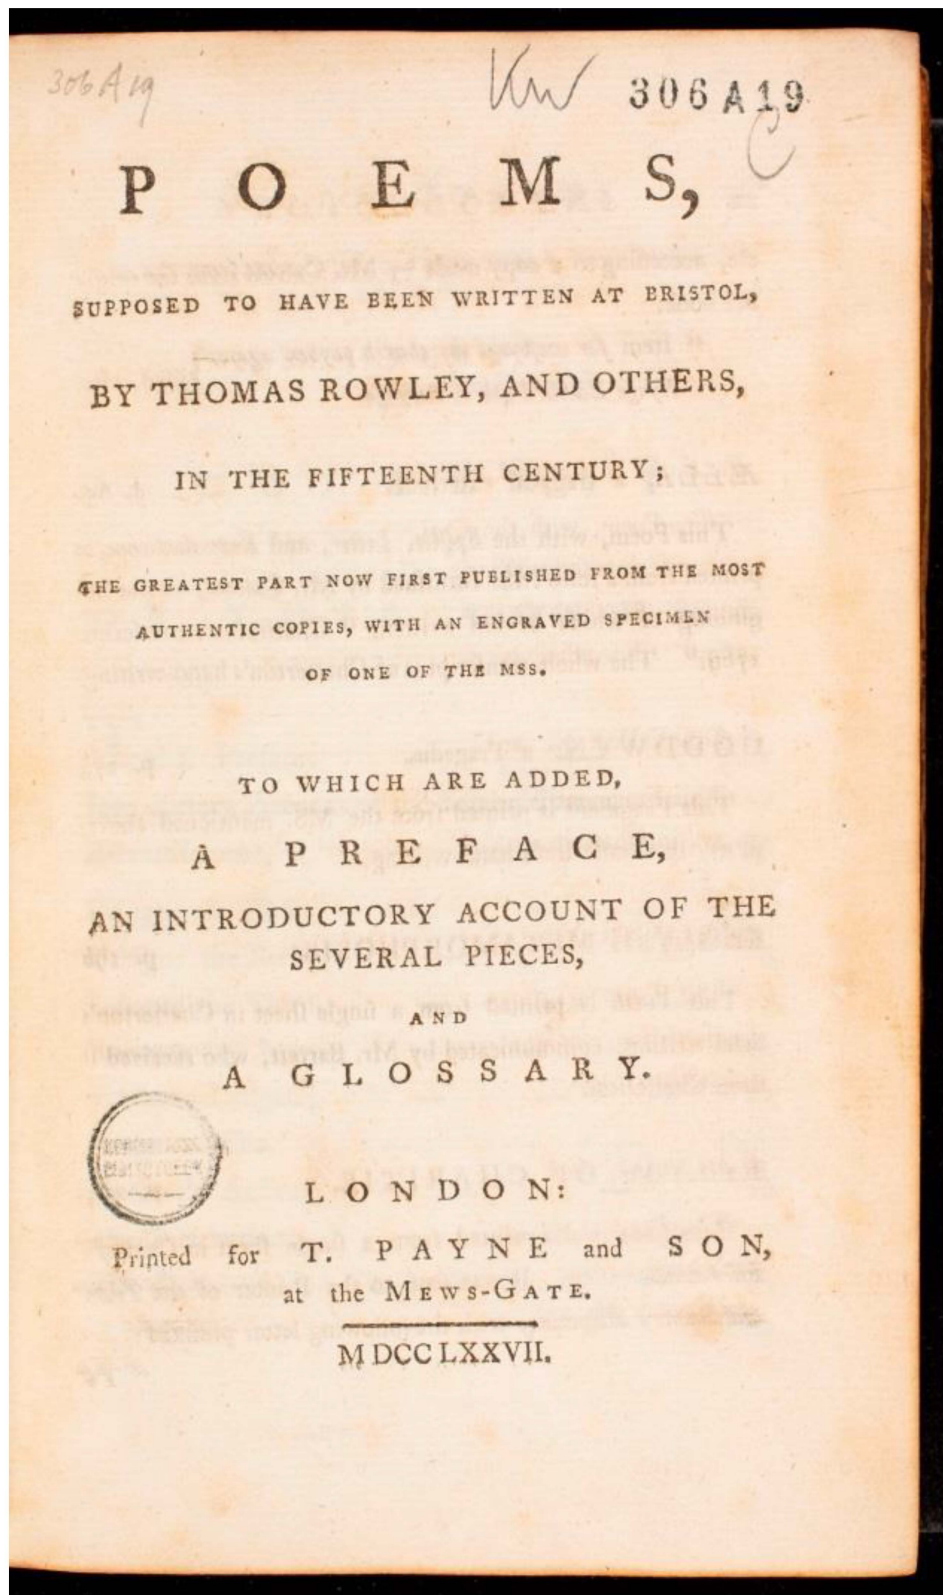 306 A 19
KW 306 A 19
C
POEMS,
SUPPOSED TO HAVE BEEN WRITTEN AT BRISTOL,
BY THOMAS ROWLEY, AND OTHERS,
IN THE FIFTEENTH CENTURY;
THE GREATEST PART NOW FIRST PUBLISHED FROM THE MOST
AUTHENTIC COPIES, WITH AN ENGRAVED SPECIMEN
OF ONE OF THE MSS.
TO WHICH ARE ADDED,
A PREFACE,
AN INTRODUCTORY ACCOUNT OF THE
SEVERAL PIECES,
AND
A GLOSSARY.
LONDON:
Printed for T. PAYNE and SON,
at the MEWS-GATE.
MDCCLXXVII.